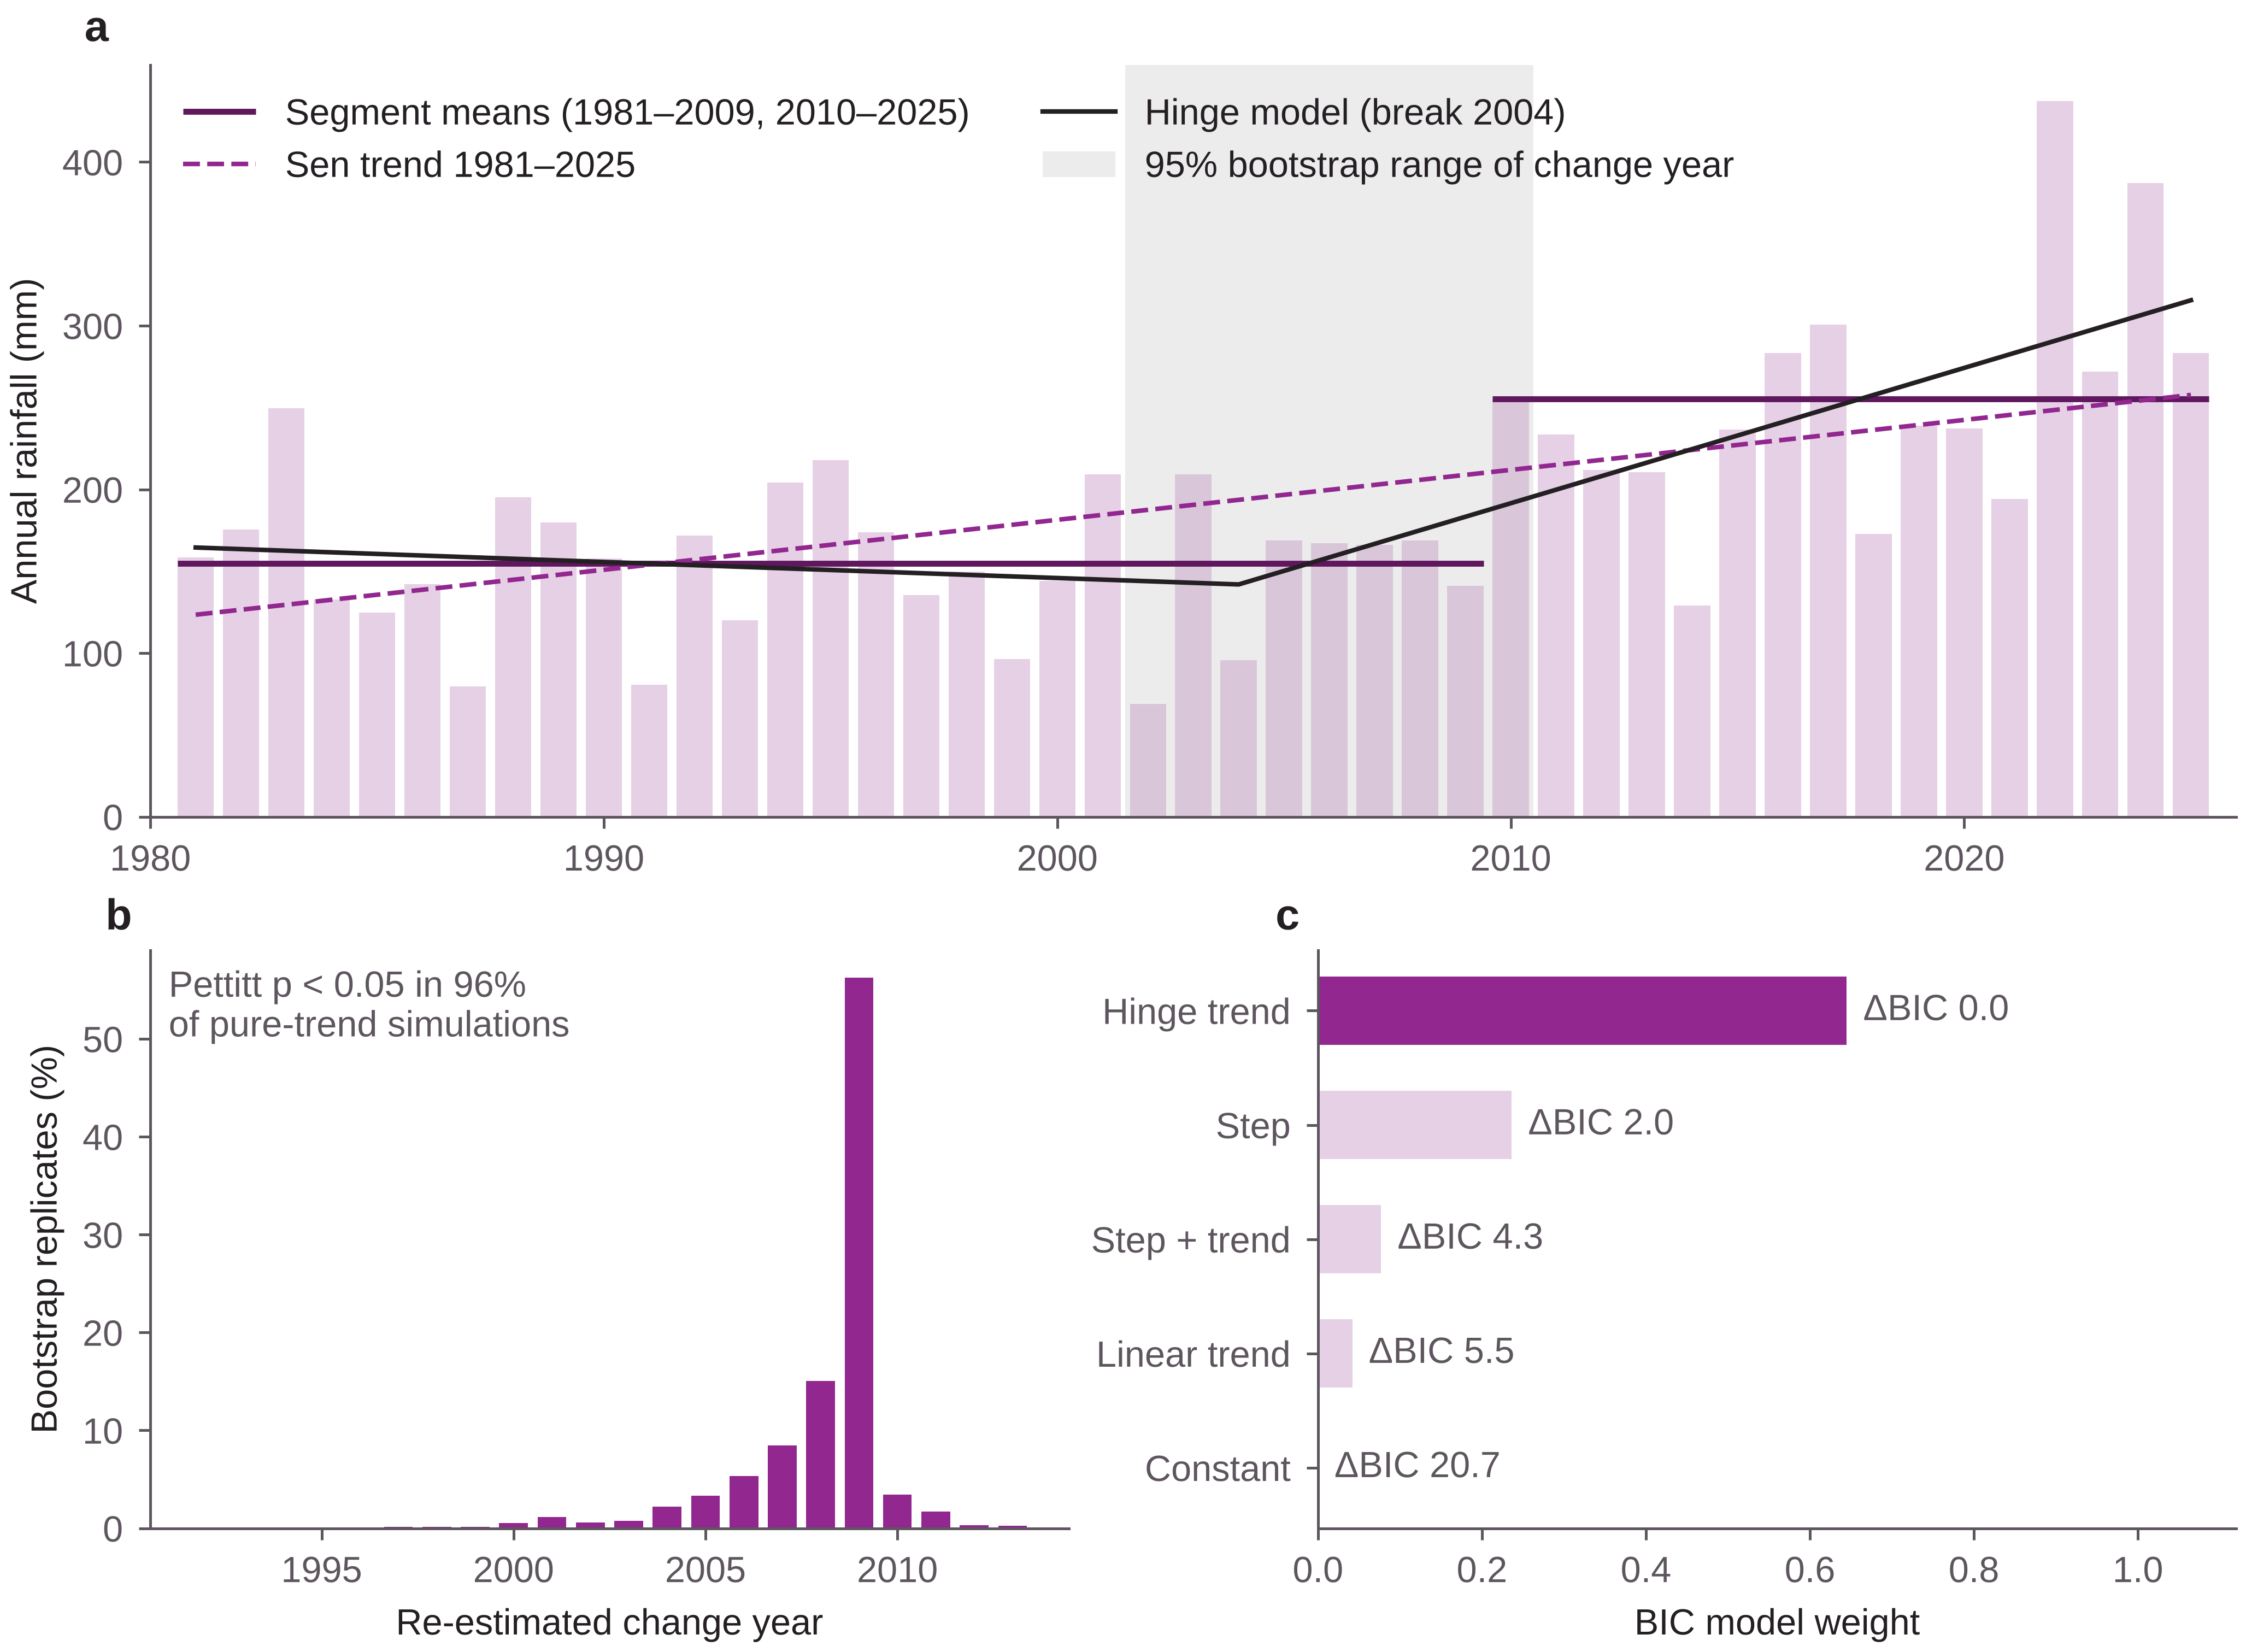 a
Segment means (1981–2009, 2010–2025)
Sen trend 1981–2025
Hinge model (break 2004)
95% bootstrap range of change year
Annual rainfall (mm)
400
300
200
100
0
1980
1990
2000
2010
2020
b
Pettitt p < 0.05 in 96%
of pure-trend simulations
Bootstrap replicates (%)
50
40
30
20
10
0
1995
2000
2005
2010
Re-estimated change year
c
Hinge trend
ΔBIC 0.0
Step
ΔBIC 2.0
Step + trend
ΔBIC 4.3
Linear trend
ΔBIC 5.5
Constant
ΔBIC 20.7
0.0
0.2
0.4
0.6
0.8
1.0
BIC model weight